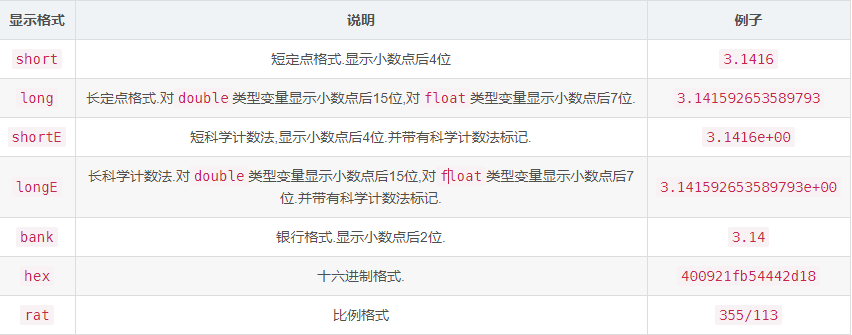 显示格式 说明 例子
short 短定点格式.显示小数点后4位 3.1416
long 长定点格式.对 double 类型变量显示小数点后15位,对 float 类型变量显示小数点后7位. 3.141592653589793
shortE 短科学计数法,显示小数点后4位.并带有科学计数法标记. 3.1416e+00
longE 长科学计数法.对 double 类型变量显示小数点后15位,对 float 类型变量显示小数点后7
位.并带有科学计数法标记. 3.141592653589793e+00
bank 银行格式.显示小数点后2位. 3.14
hex 十六进制格式. 400921fb54442d18
rat 比例格式 355/113